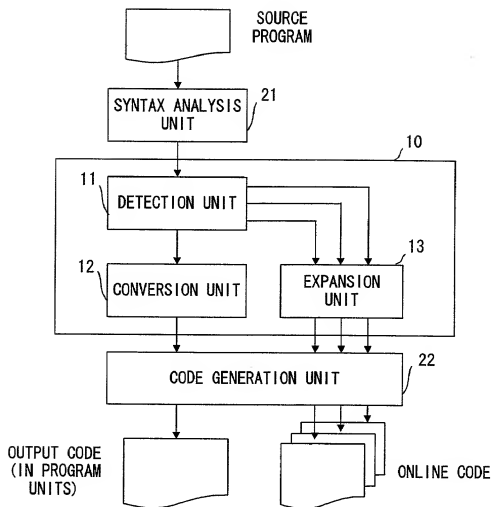 SOURCE
PROGRAM
SYNTAX ANALYSIS
UNIT
21
10
11
DETECTION UNIT
12
CONVERSION UNIT
13
EXPANSION
UNIT
CODE GENERATION UNIT
22
OUTPUT CODE
(IN PROGRAM
UNITS)
ONLINE CODE